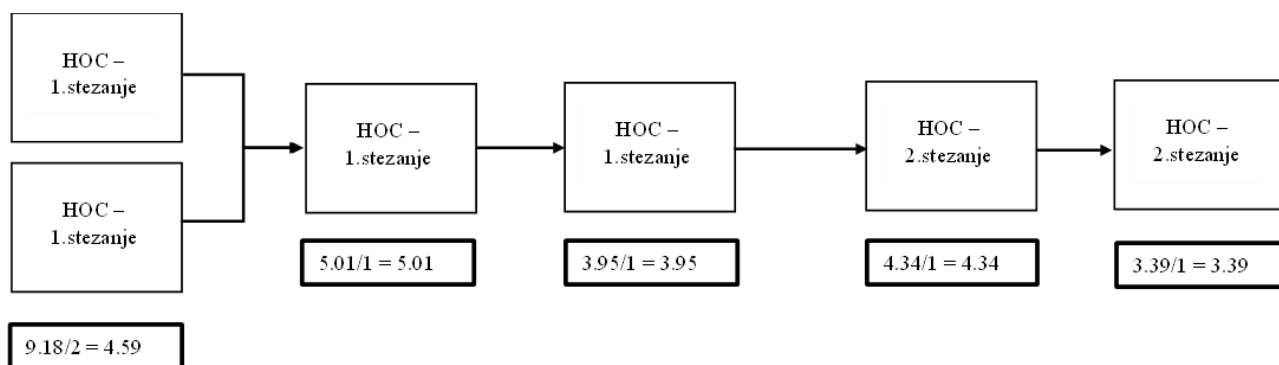 HOC –
1.stezanje
HOC –
1.stezanje
9.18/2 = 4.59
HOC –
1.stezanje
5.01/1 = 5.01
HOC –
1.stezanje
3.95/1 = 3.95
HOC –
2.stezanje
4.34/1 = 4.34
HOC –
2.stezanje
3.39/1 = 3.39